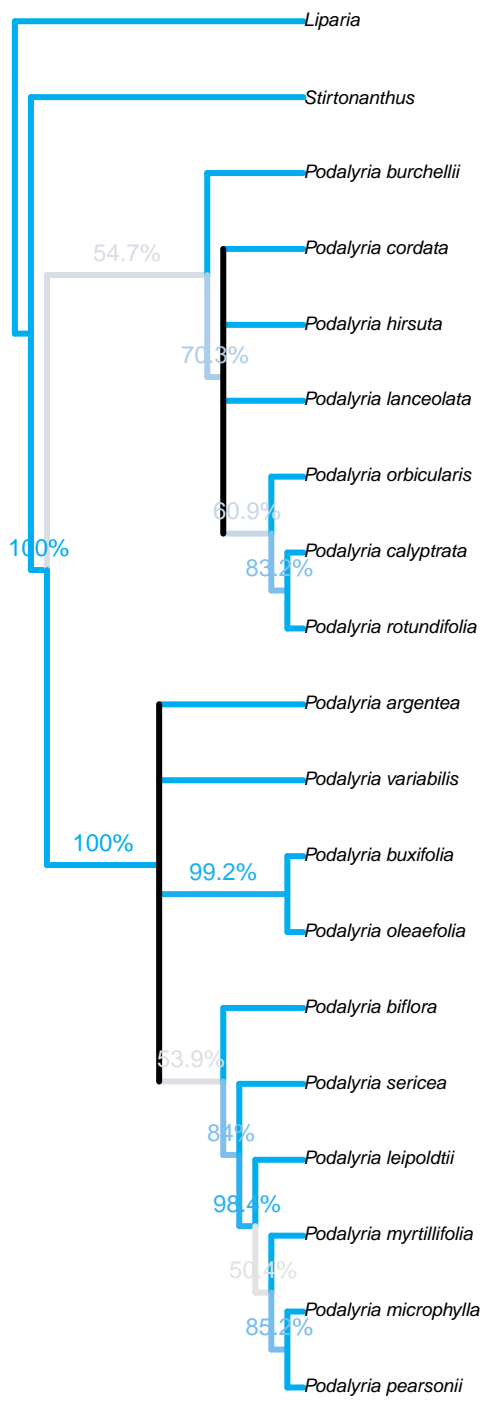 Liparia
Stirtonanthus
Podalyria burchellii
Podalyria cordata
54.7%
Podalyria hirsuta
70.3%
Podalyria lanceolata
Podalyria orbicularis
60.9%
100%
Podalyria calyptrata
83.2%
Podalyria rotundifolia
Podalyria argentea
Podalyria variabilis
100%
Podalyria buxifolia
99.2%
Podalyria oleaefolia
Podalyria biflora
53.9%
Podalyria sericea
84%
Podalyria leipoldtii
98.4%
Podalyria myrtillifolia
50.4%
Podalyria microphylla
85.2%
Podalyria pearsonii